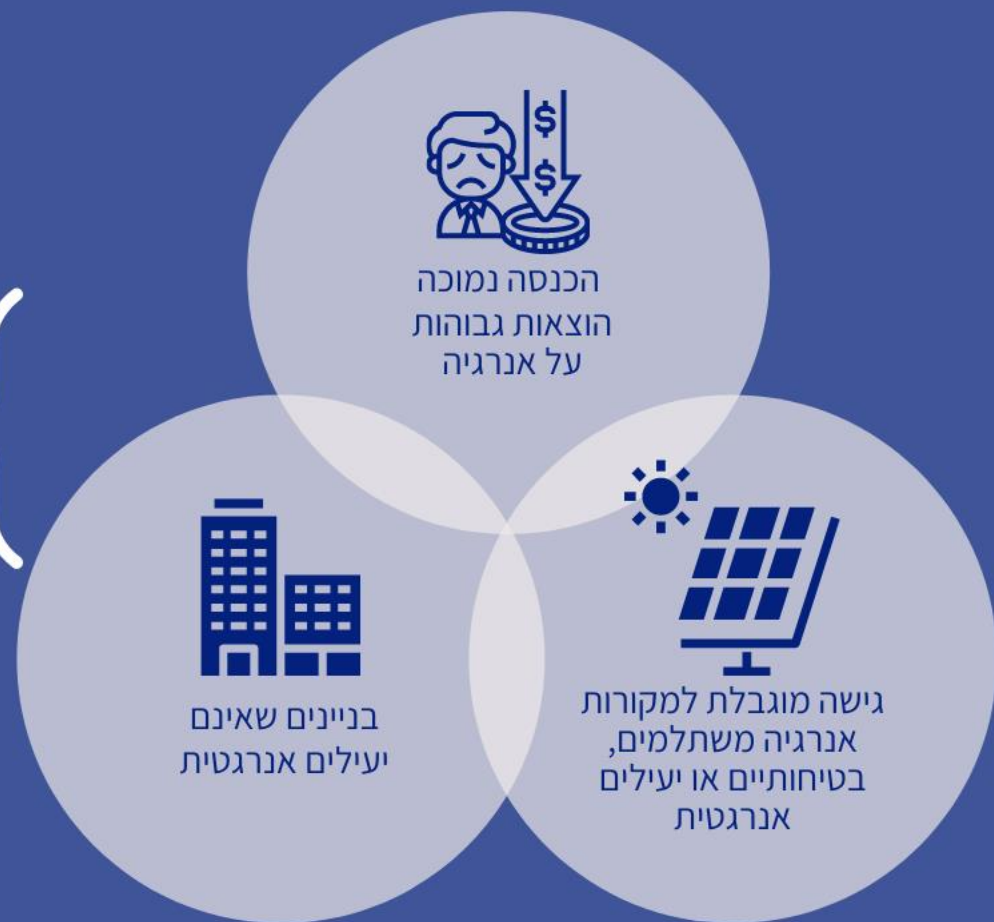 $
$
הכנסה נמוכה
הוצאות גבוהות
על אנרגיה
גישה מוגבלת למקורות
אנרגיה משתלמים,
בטיחותיים או יעילים
אנרגטית
בניינים שאינם
יעילים אנרגטית